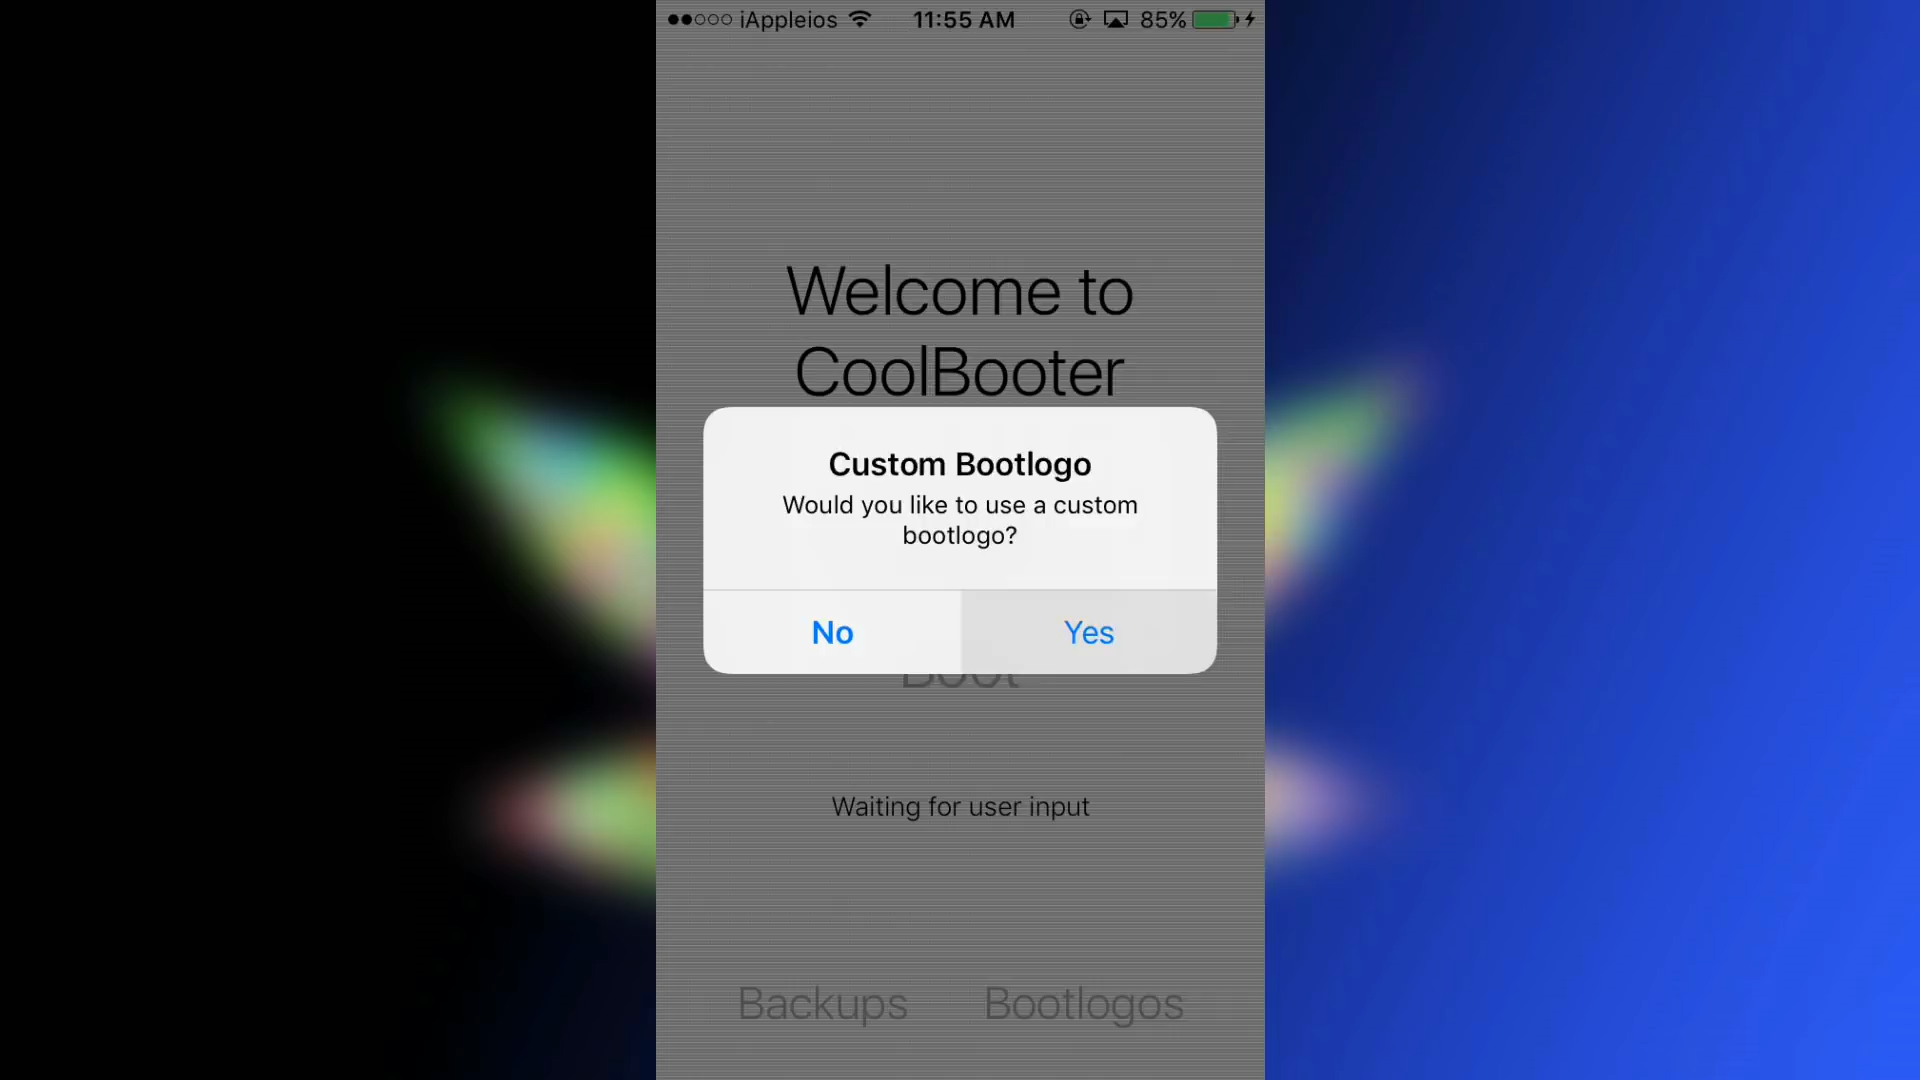 iAppleios 11:55 AM 85%
Welcome to
CoolBooter
Custom Bootlogo
Would you like to use a custom
bootlogo?
No Yes
Boot
Waiting for user input
Backups Bootlogos